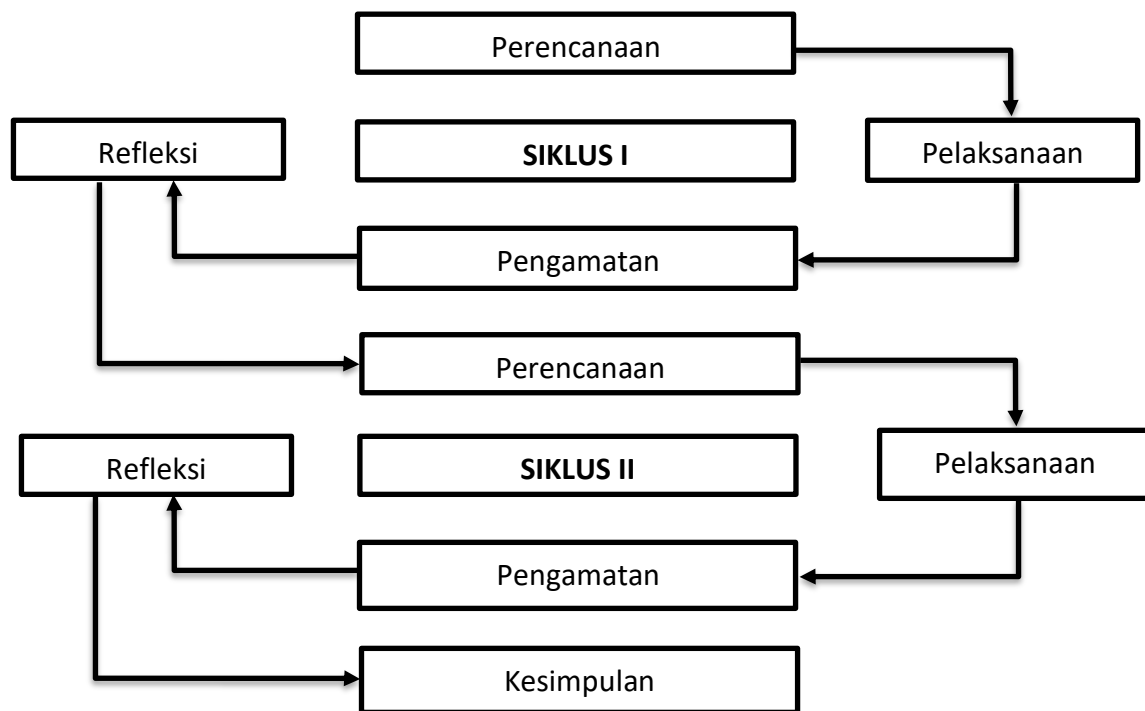 Perencanaan
Refleksi
SIKLUS I
Pelaksanaan
Pengamatan
Perencanaan
Refleksi
SIKLUS II
Pelaksanaan
Pengamatan
Kesimpulan